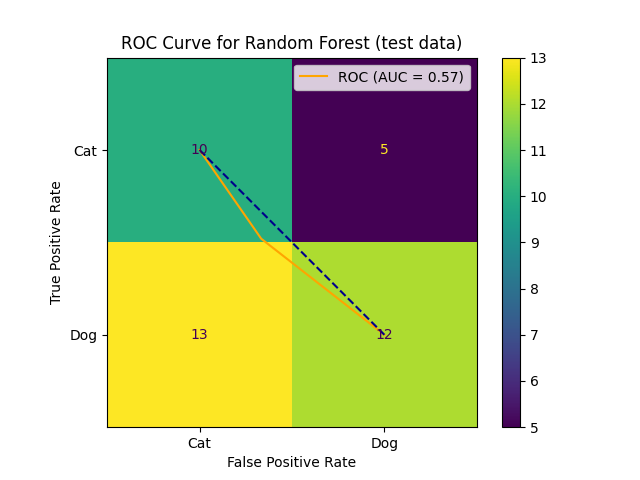 ROC Curve for Random Forest (test data)
ROC (AUC = 0.57)
True Positive Rate
Cat
Dog
10
5
13
12
Cat
Dog
False Positive Rate
13
12
11
10
9
8
7
6
5